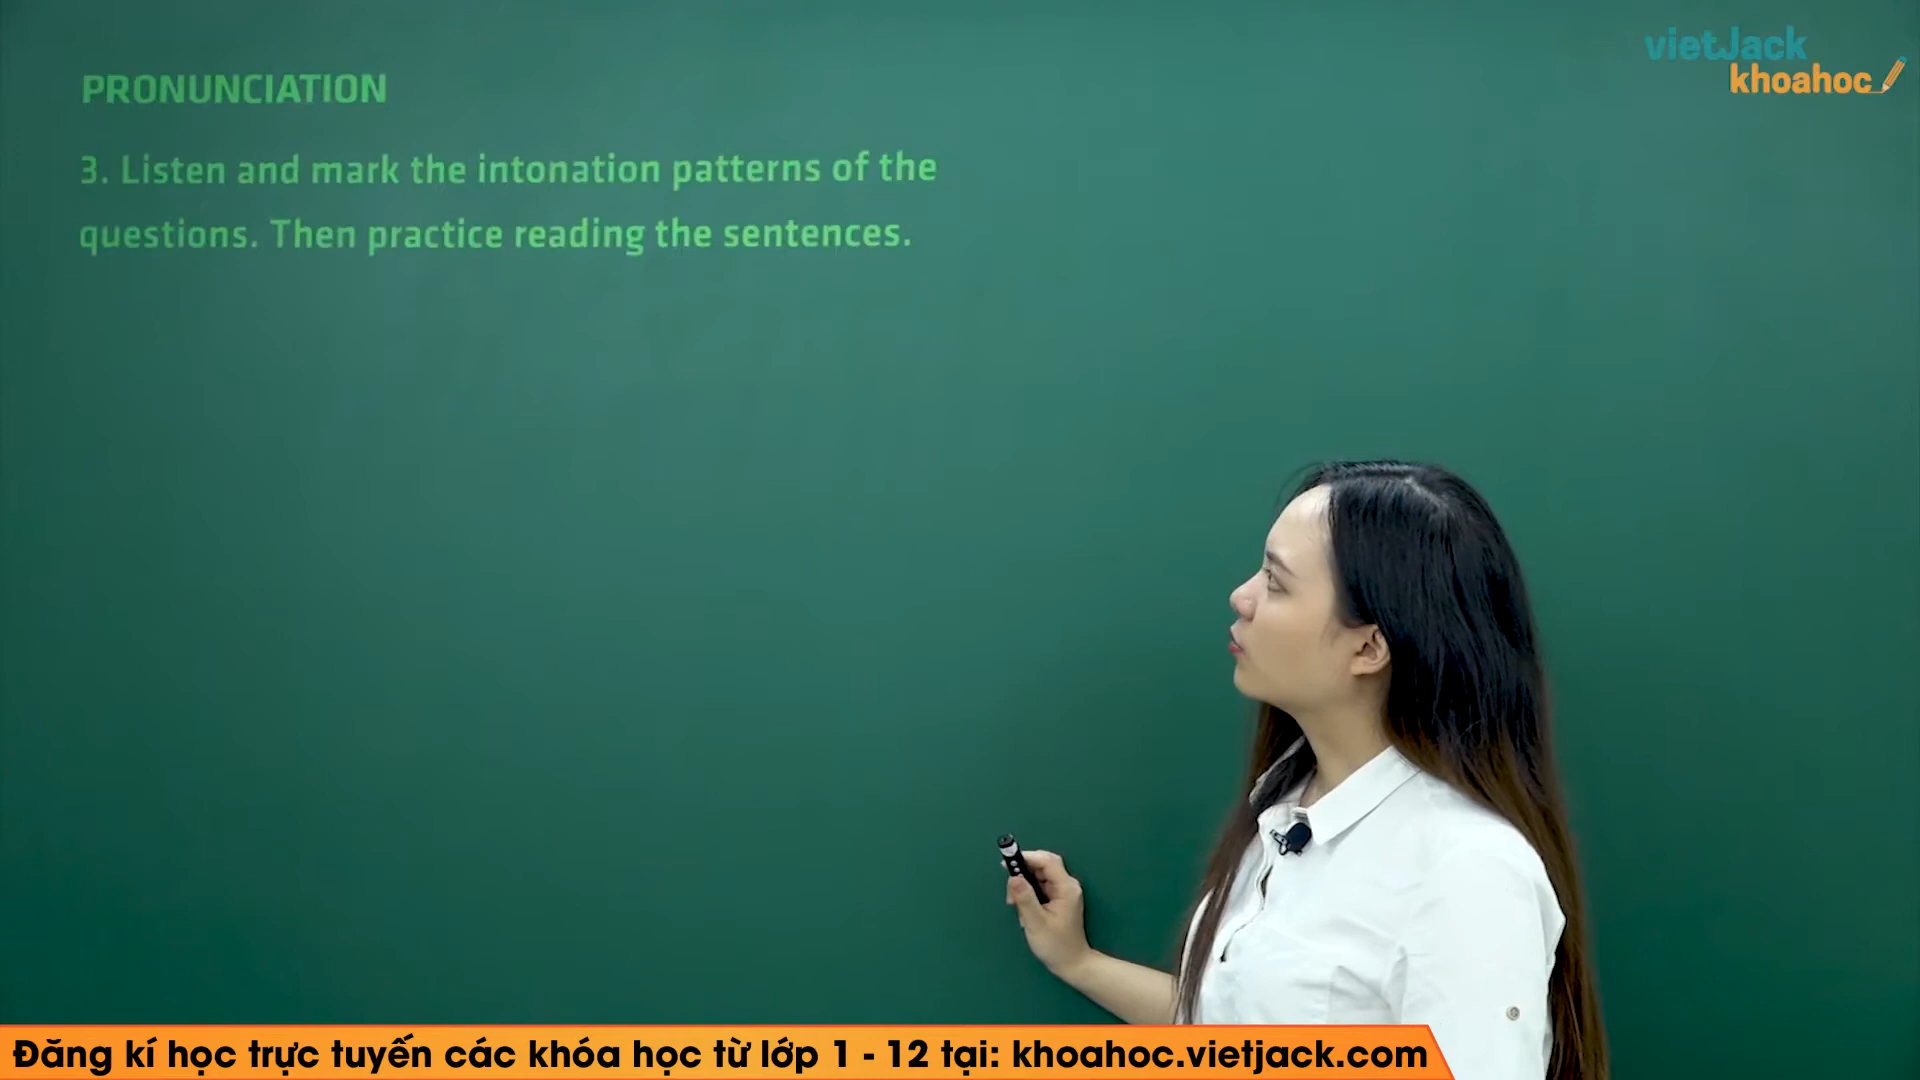 vietJack
khoahoc
PRONUNCIATION
3. Listen and mark the intonation patterns of the
questions. Then practice reading the sentences.
Đăng kí học trực tuyến các khóa học từ lớp 1 - 12 tại: khoahoc.vietjack.com